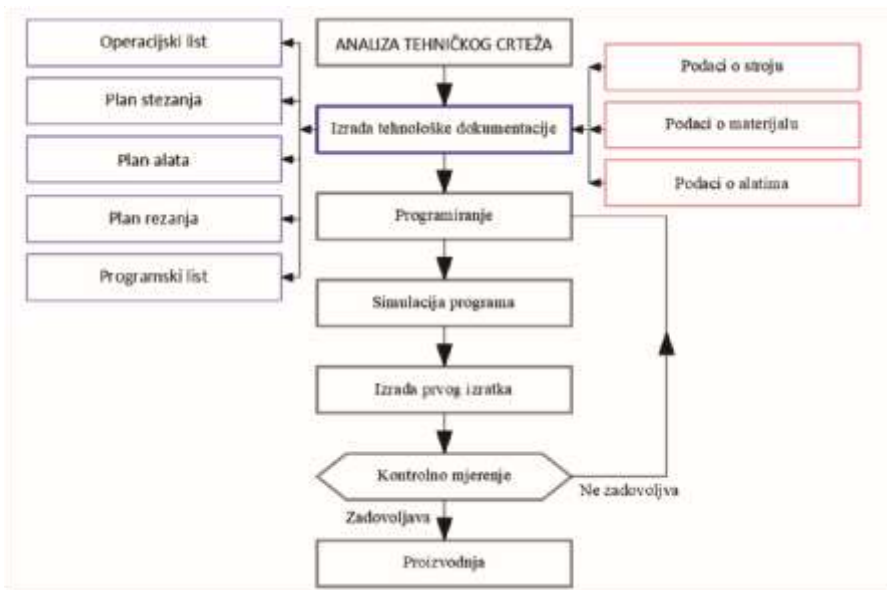 Operacijski list
Plan stezanja
Plan alata
Plan rezanja
Programski list
ANALIZA TEHNIČKOG CRTEŽA
Izrada tehnološke dokumentacije
Programiranje
Simulacija programa
Izrada prvog izratka
Kontrolno mjerenje
Zadovoljava
Proizvodnja
Podaci o stroju
Podaci o materijalu
Podaci o alatima
Ne zadovoljva